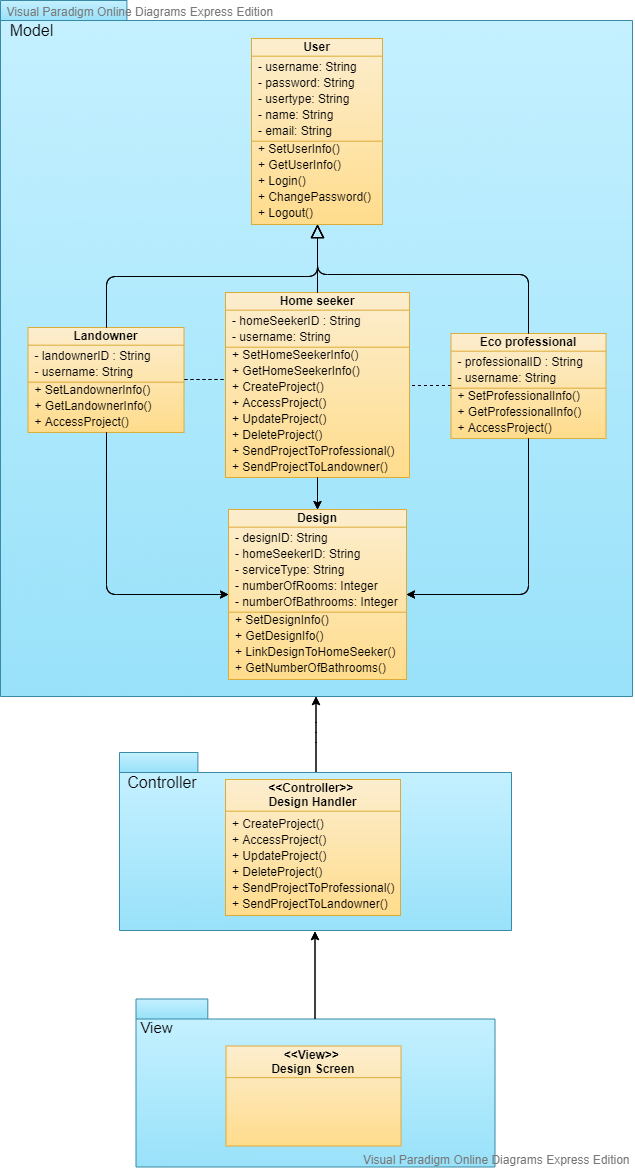 Visual Paradigm Online Diagrams Express Edition
Model
User
- username: String
- password: String
- usertype: String
- name: String
- email: String
+ SetUserInfo()
+ GetUserInfo()
+ Login()
+ ChangePassword()
+ Logout()
Landowner
- landownerID : String
- username: String
+ SetLandownerInfo()
+ GetLandownerInfo()
+ AccessProject()
Home seeker
- homeSeekerID : String
- username: String
+ SetHomeSeekerInfo()
+ GetHomeSeekerInfo()
+ CreateProject()
+ AccessProject()
+ UpdateProject()
+ DeleteProject()
+ SendProjectToProfessional()
+ SendProjectToLandowner()
Eco professional
- professionalID : String
- username: String
+ SetProfessionalInfo()
+ GetProfessionalInfo()
+ AccessProject()
Design
- designID: String
- homeSeekerID: String
- serviceType: String
- numberOfRooms: Integer
- numberOfBathrooms: Integer
+ SetDesignInfo()
+ GetDesignIfo()
+ LinkDesignToHomeSeeker()
+ GetNumberOfBathrooms()
Controller
<<Controller>>
Design Handler
+ CreateProject()
+ AccessProject()
+ UpdateProject()
+ DeleteProject()
+ SendProjectToProfessional()
+ SendProjectToLandowner()
View
<<View>>
Design Screen
Visual Paradigm Online Diagrams Express Edition